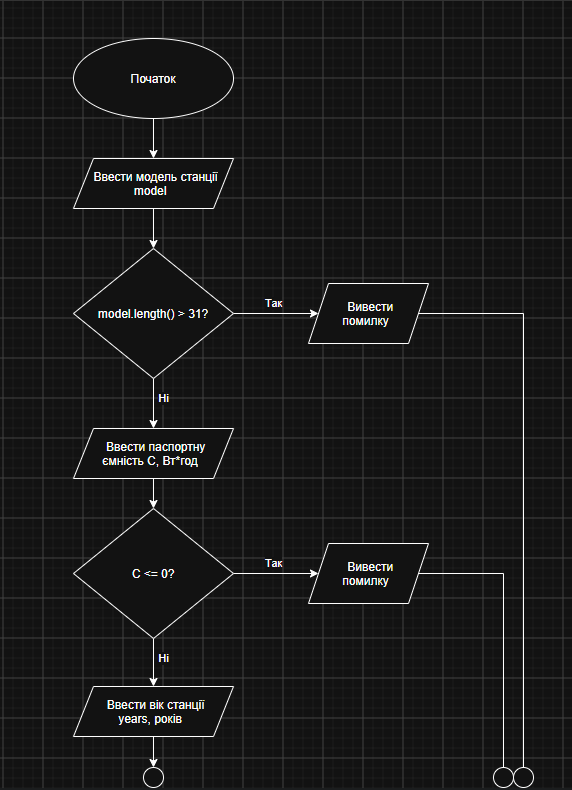 Початок
Ввести модель станції
model
model.length() > 31?
Так
Вивести
помилку
Ні
Ввести паспортну
ємність C, Вт*год
C <= 0?
Так
Вивести
помилку
Ні
Ввести вік станції
years, років